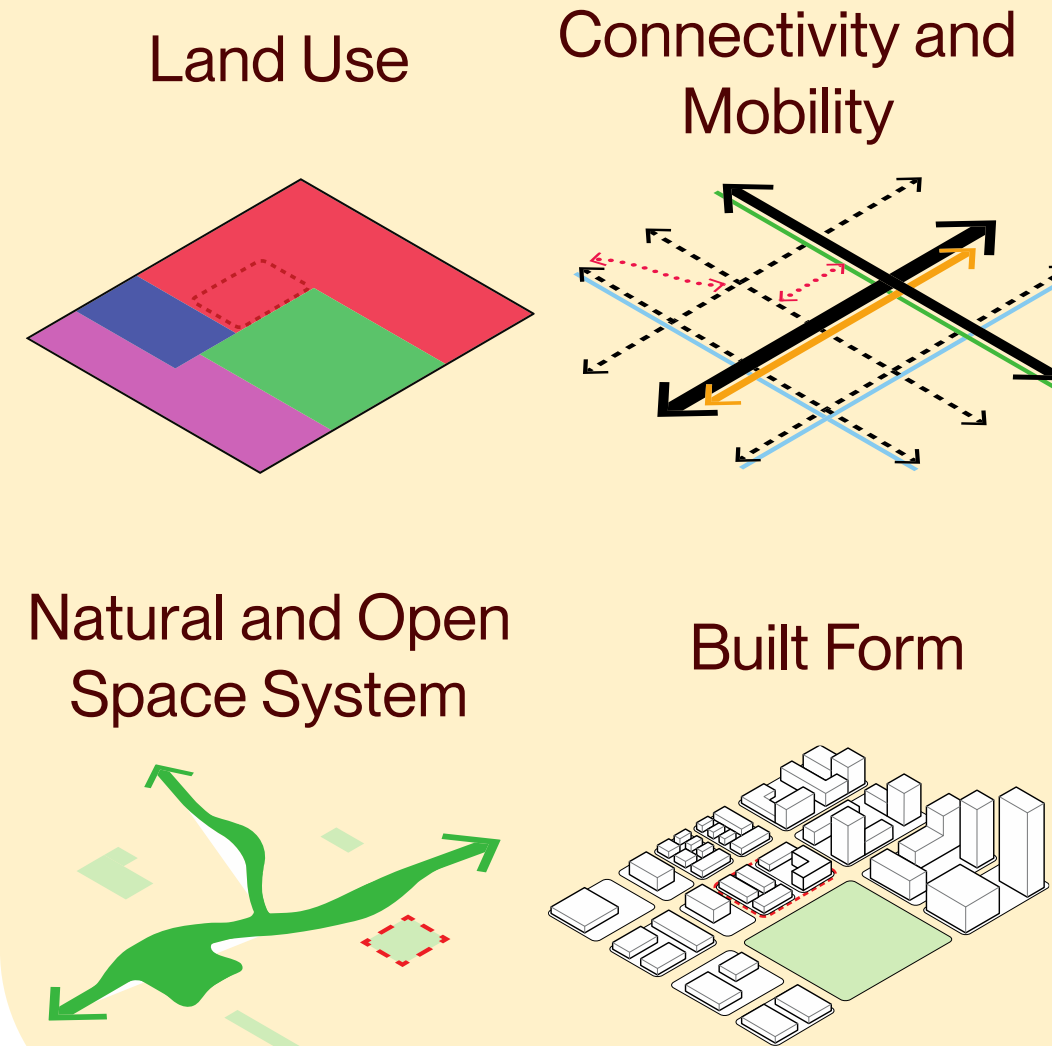 Land Use
Connectivity and
Mobility
Natural and Open
Space System
Built Form